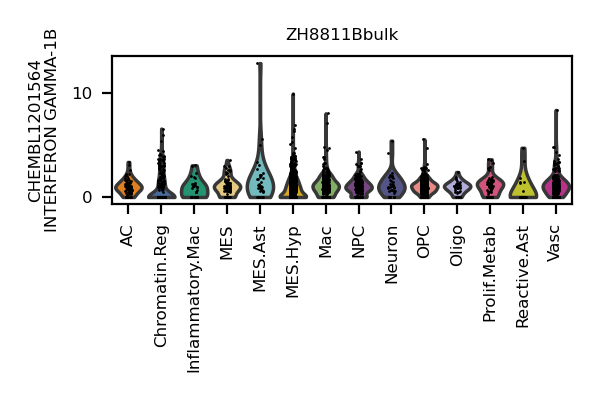 ZH8811Bbulk
CHEMBL1201564
INTERFERON GAMMA-1B
10
0
AC
Chromatin.Reg
Inflammatory.Mac
MES
MES.Ast
MES.Hyp
Mac
NPC
Neuron
OPC
Oligo
Prolif.Metab
Reactive.Ast
Vasc